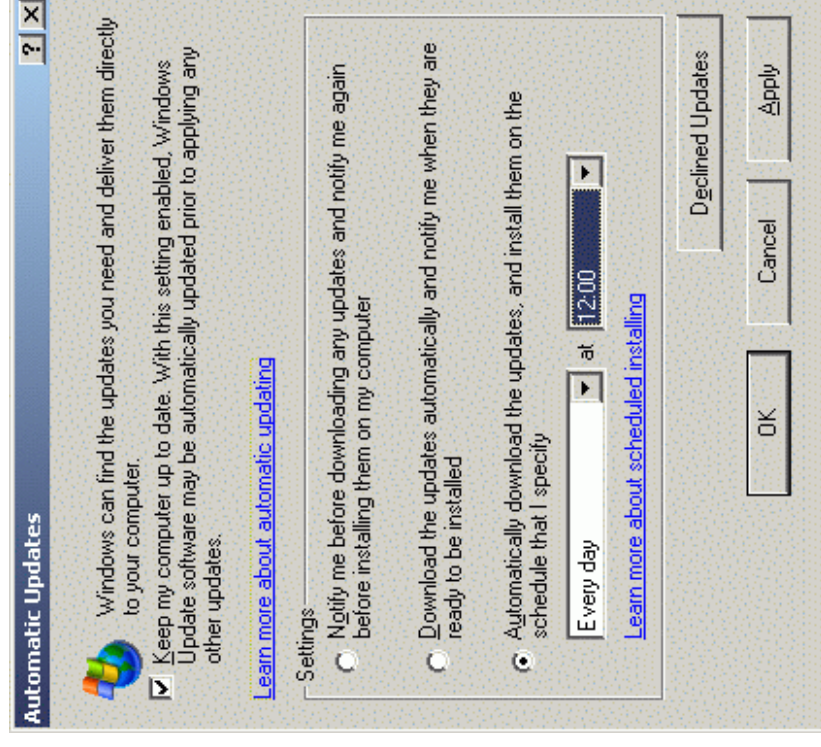 Automatic Updates
Windows can find the updates you need and deliver them directly
to your computer.
Keep my computer up to date. With this setting enabled, Windows
Update software may be automatically updated prior to applying any
other updates.
Learn more about automatic updating
Settings
Notify me before downloading any updates and notify me again
before installing them on my computer
Download the updates automatically and notify me when they are
ready to be installed
Automatically download the updates, and install them on the
schedule that I specify
Every day at 12:00
Learn more about scheduled installing
Declined Updates
OK Cancel Apply